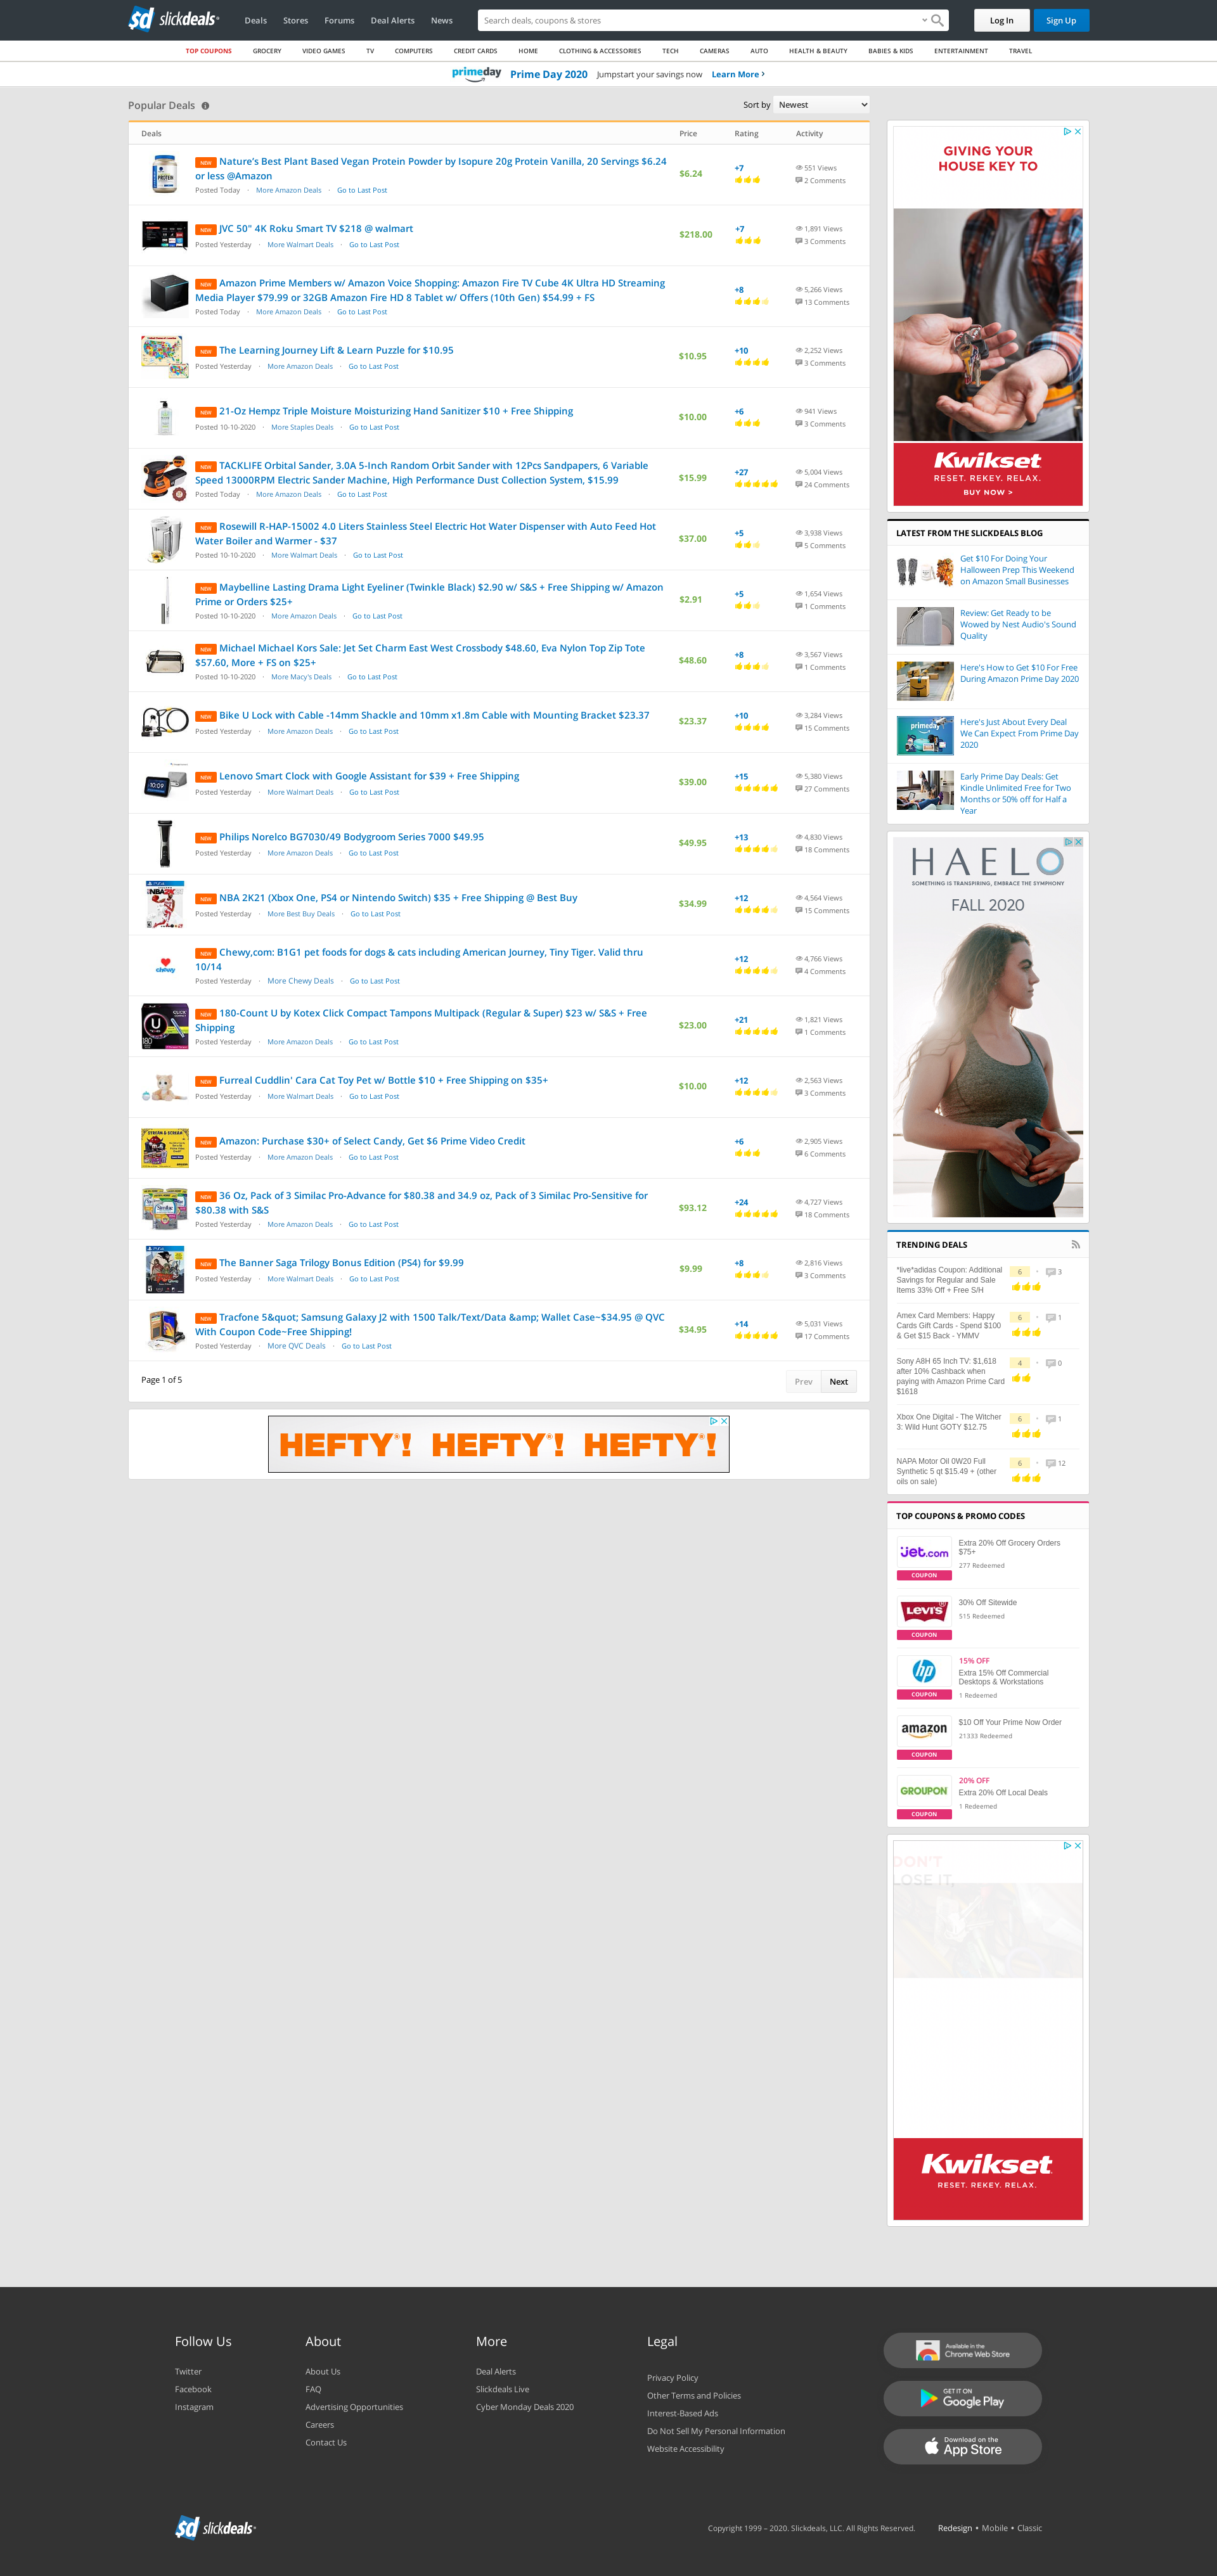 sd slickdeals
Deals Stores Forums Deal Alerts News
Search deals, coupons & stores
Log In
Sign Up
TOP COUPONS GROCERY VIDEO GAMES TV COMPUTERS CREDIT CARDS HOME CLOTHING & ACCESSORIES TECH CAMERAS AUTO HEALTH & BEAUTY BABIES & KIDS ENTERTAINMENT TRAVEL
primeday Prime Day 2020 Jumpstart your savings now Learn More
Popular Deals
Sort by Newest
Deals Price Rating Activity
NEW Nature's Best Plant Based Vegan Protein Powder by Isopure 20g Protein Vanilla, 20 Servings $6.24
or less @Amazon
Posted Today · More Amazon Deals · Go to Last Post
$6.24
+7
551 Views
2 Comments
NEW JVC 50" 4K Roku Smart TV $218 @ walmart
Posted Yesterday · More Walmart Deals · Go to Last Post
$218.00
+7
1,891 Views
3 Comments
NEW Amazon Prime Members w/ Amazon Voice Shopping: Amazon Fire TV Cube 4K Ultra HD Streaming
Media Player $79.99 or 32GB Amazon Fire HD 8 Tablet w/ Offers (10th Gen) $54.99 + FS
Posted Today · More Amazon Deals · Go to Last Post
+8
5,266 Views
13 Comments
NEW The Learning Journey Lift & Learn Puzzle for $10.95
Posted Yesterday · More Amazon Deals · Go to Last Post
$10.95
+10
2,252 Views
3 Comments
NEW 21-Oz Hempz Triple Moisture Moisturizing Hand Sanitizer $10 + Free Shipping
Posted 10-10-2020 · More Staples Deals · Go to Last Post
$10.00
+6
941 Views
3 Comments
NEW TACKLIFE Orbital Sander, 3.0A 5-Inch Random Orbit Sander with 12Pcs Sandpapers, 6 Variable
Speed 13000RPM Electric Sander Machine, High Performance Dust Collection System, $15.99
Posted Today · More Amazon Deals · Go to Last Post
$15.99
+27
5,004 Views
24 Comments
NEW Rosewill R-HAP-15002 4.0 Liters Stainless Steel Electric Hot Water Dispenser with Auto Feed Hot
Water Boiler and Warmer - $37
Posted 10-10-2020 · More Walmart Deals · Go to Last Post
$37.00
+5
3,938 Views
5 Comments
NEW Maybelline Lasting Drama Light Eyeliner (Twinkle Black) $2.90 w/ S&S + Free Shipping w/ Amazon
Prime or Orders $25+
Posted 10-10-2020 · More Amazon Deals · Go to Last Post
$2.91
+5
1,654 Views
1 Comments
NEW Michael Michael Kors Sale: Jet Set Charm East West Crossbody $48.60, Eva Nylon Top Zip Tote
$57.60, More + FS on $25+
Posted 10-10-2020 · More Macy's Deals · Go to Last Post
$48.60
+8
3,567 Views
1 Comments
NEW Bike U Lock with Cable -14mm Shackle and 10mm x1.8m Cable with Mounting Bracket $23.37
Posted Yesterday · More Amazon Deals · Go to Last Post
$23.37
+10
3,284 Views
15 Comments
NEW Lenovo Smart Clock with Google Assistant for $39 + Free Shipping
Posted Yesterday · More Walmart Deals · Go to Last Post
$39.00
+15
5,380 Views
27 Comments
NEW Philips Norelco BG7030/49 Bodygroom Series 7000 $49.95
Posted Yesterday · More Amazon Deals · Go to Last Post
$49.95
+13
4,830 Views
18 Comments
NEW NBA 2K21 (Xbox One, PS4 or Nintendo Switch) $35 + Free Shipping @ Best Buy
Posted Yesterday · More Best Buy Deals · Go to Last Post
$34.99
+12
4,564 Views
15 Comments
NEW Chewy,com: B1G1 pet foods for dogs & cats including American Journey, Tiny Tiger. Valid thru
10/14
Posted Yesterday · More Chewy Deals · Go to Last Post
+12
4,766 Views
4 Comments
NEW 180-Count U by Kotex Click Compact Tampons Multipack (Regular & Super) $23 w/ S&S + Free
Shipping
Posted Yesterday · More Amazon Deals · Go to Last Post
$23.00
+21
1,821 Views
1 Comments
NEW Furreal Cuddlin' Cara Cat Toy Pet w/ Bottle $10 + Free Shipping on $35+
Posted Yesterday · More Walmart Deals · Go to Last Post
$10.00
+12
2,563 Views
3 Comments
NEW Amazon: Purchase $30+ of Select Candy, Get $6 Prime Video Credit
Posted Yesterday · More Amazon Deals · Go to Last Post
+6
2,905 Views
6 Comments
NEW 36 Oz, Pack of 3 Similac Pro-Advance for $80.38 and 34.9 oz, Pack of 3 Similac Pro-Sensitive for
$80.38 with S&S
Posted Yesterday · More Amazon Deals · Go to Last Post
$93.12
+24
4,727 Views
18 Comments
NEW The Banner Saga Trilogy Bonus Edition (PS4) for $9.99
Posted Yesterday · More Walmart Deals · Go to Last Post
$9.99
+8
2,816 Views
3 Comments
NEW Tracfone 5&quot; Samsung Galaxy J2 with 1500 Talk/Text/Data &amp; Wallet Case~$34.95 @ QVC
With Coupon Code~Free Shipping!
Posted Yesterday · More QVC Deals · Go to Last Post
$34.95
+14
5,031 Views
17 Comments
Page 1 of 5
Prev Next
HEFTY! HEFTY! HEFTY!
GIVING YOUR
HOUSE KEY TO
Kwikset
RESET. REKEY. RELAX.
BUY NOW >
LATEST FROM THE SLICKDEALS BLOG
Get $10 For Doing Your
Halloween Prep This Weekend
on Amazon Small Businesses
Review: Get Ready to be
Wowed by Nest Audio's Sound
Quality
Here's How to Get $10 For Free
During Amazon Prime Day 2020
Here's Just About Every Deal
We Can Expect From Prime Day
2020
Early Prime Day Deals: Get
Kindle Unlimited Free for Two
Months or 50% off for Half a
Year
HAELO
SOMETHING IS TRANSPIRING, EMBRACE THE SYMPHONY
FALL 2020
TRENDING DEALS
*live*adidas Coupon: Additional
Savings for Regular and Sale
Items 33% Off + Free S/H
6 3
Amex Card Members: Happy
Cards Gift Cards - Spend $100
& Get $15 Back - YMMV
6 1
Sony A8H 65 Inch TV: $1,618
after 10% Cashback when
paying with Amazon Prime Card
$1618
4 0
Xbox One Digital - The Witcher
3: Wild Hunt GOTY $12.75
6 1
NAPA Motor Oil 0W20 Full
Synthetic 5 qt $15.49 + (other
oils on sale)
6 12
TOP COUPONS & PROMO CODES
jet.com
COUPON
Extra 20% Off Grocery Orders
$75+
277 Redeemed
Levi's
COUPON
30% Off Sitewide
515 Redeemed
hp
COUPON
15% OFF
Extra 15% Off Commercial
Desktops & Workstations
1 Redeemed
amazon
COUPON
$10 Off Your Prime Now Order
21333 Redeemed
GROUPON
COUPON
20% OFF
Extra 20% Off Local Deals
1 Redeemed
DON'T
LOSE IT,
Kwikset
RESET. REKEY. RELAX.
Follow Us
Twitter
Facebook
Instagram
About
About Us
FAQ
Advertising Opportunities
Careers
Contact Us
More
Deal Alerts
Slickdeals Live
Cyber Monday Deals 2020
Legal
Privacy Policy
Other Terms and Policies
Interest-Based Ads
Do Not Sell My Personal Information
Website Accessibility
Available in the
Chrome Web Store
GET IT ON
Google Play
Download on the
App Store
sd slickdeals
Copyright 1999 – 2020. Slickdeals, LLC. All Rights Reserved. Redesign • Mobile • Classic